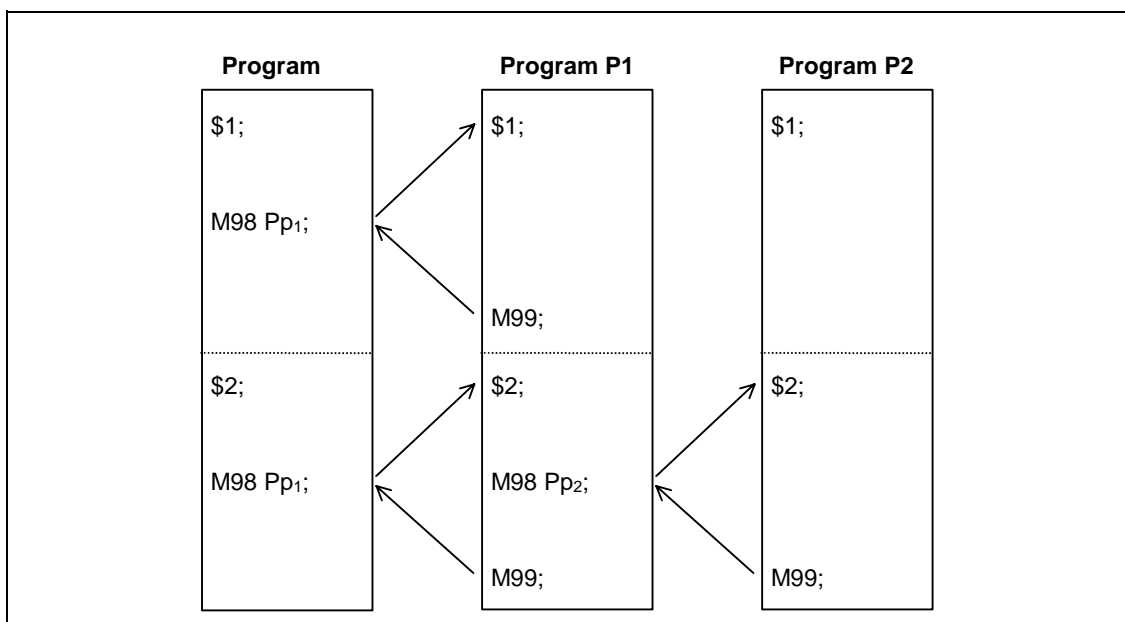 Program
$1;
M98 Pp₁;
$2;
M98 Pp₁;
Program P1
$1;
M99;
$2;
M98 Pp₂;
M99;
Program P2
$1;
$2;
M99;